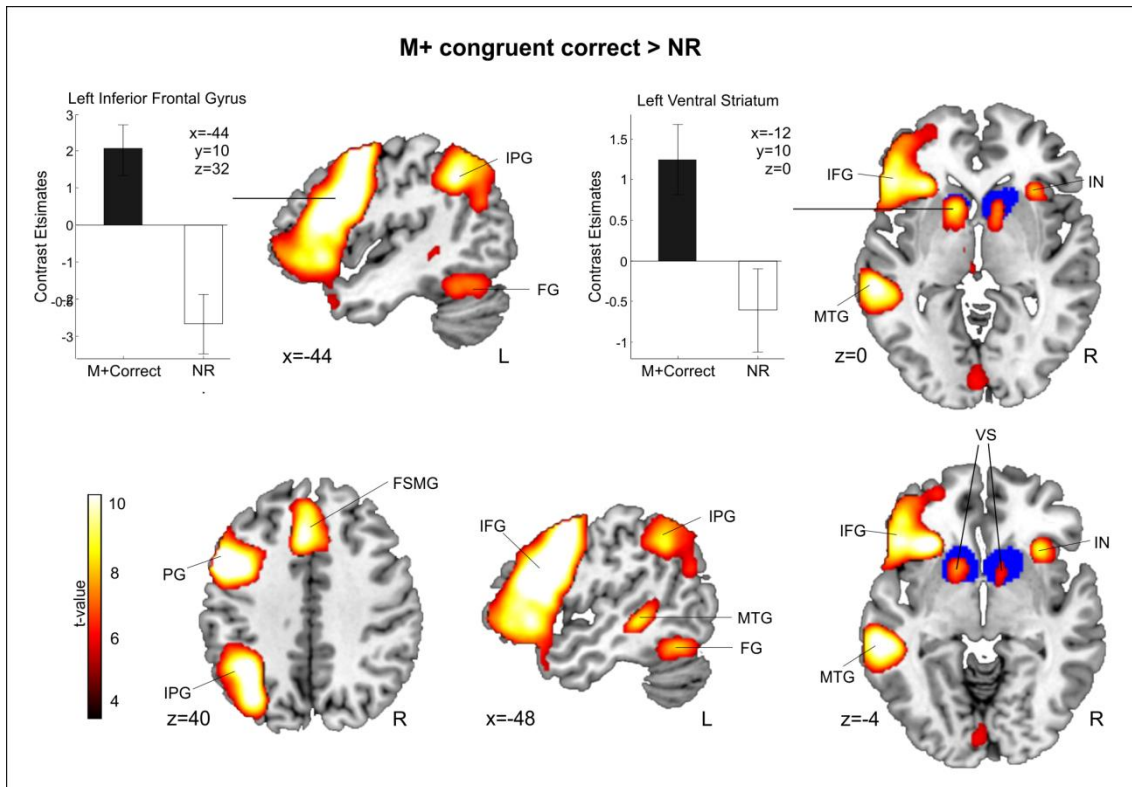 M+ congruent correct > NR
Left Inferior Frontal Gyrus
3
2
1
0
-1
-0.8
-3
Contrast Etsimates
x=-44
y=10
z=32
M+Correct
NR
IPG
FG
x=-44
L
Left Ventral Striatum
1.5
1
0.5
0
-0.5
-1
Contrast Etsimates
x=-12
y=10
z=0
M+Correct
NR
IFG
IN
MTG
z=0
R
10
8
6
4
t-value
FSMG
PG
IPG
z=40
R
IFG
IPG
MTG
FG
x=-48
L
VS
IFG
IN
MTG
z=-4
R